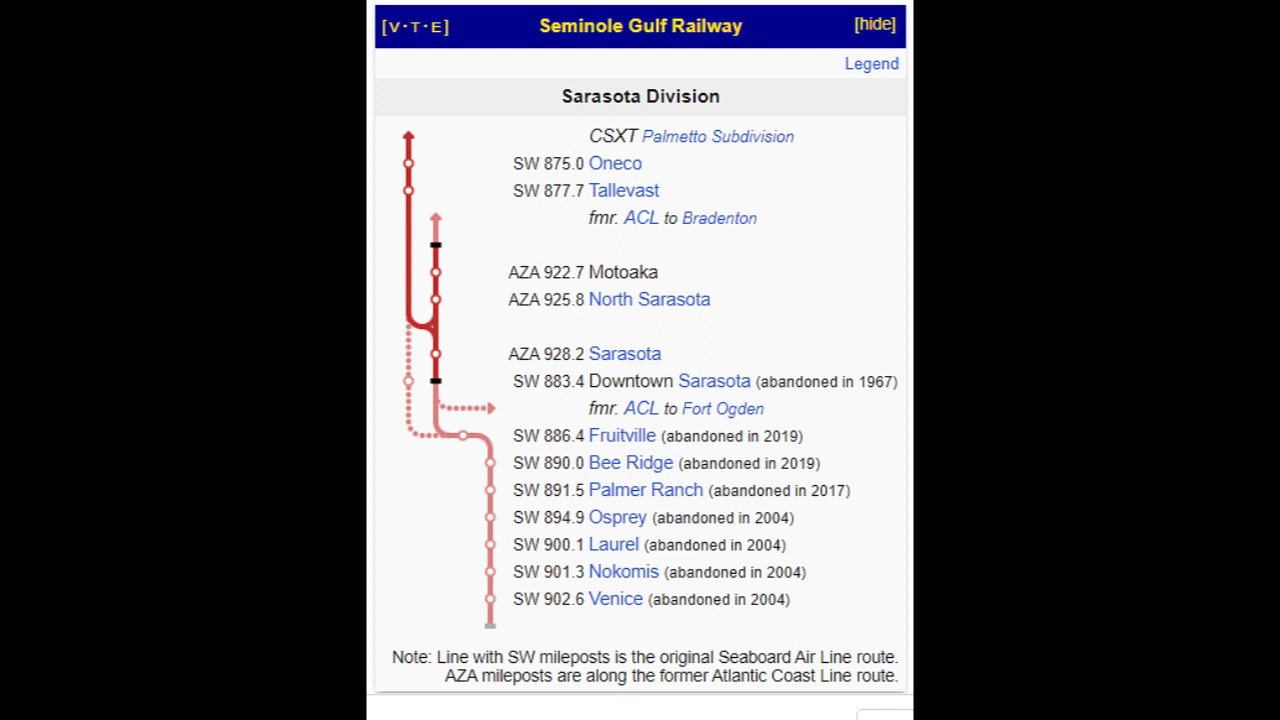 [V·T·E] Seminole Gulf Railway [hide]
Legend
Sarasota Division
CSXT Palmetto Subdivision
SW 875.0 Oneco
SW 877.7 Tallevast
fmr. ACL to Bradenton
AZA 922.7 Motoaka
AZA 925.8 North Sarasota
AZA 928.2 Sarasota
SW 883.4 Downtown Sarasota (abandoned in 1967)
fmr. ACL to Fort Ogden
SW 886.4 Fruitville (abandoned in 2019)
SW 890.0 Bee Ridge (abandoned in 2019)
SW 891.5 Palmer Ranch (abandoned in 2017)
SW 894.9 Osprey (abandoned in 2004)
SW 900.1 Laurel (abandoned in 2004)
SW 901.3 Nokomis (abandoned in 2004)
SW 902.6 Venice (abandoned in 2004)
Note: Line with SW mileposts is the original Seaboard Air Line route.
AZA mileposts are along the former Atlantic Coast Line route.